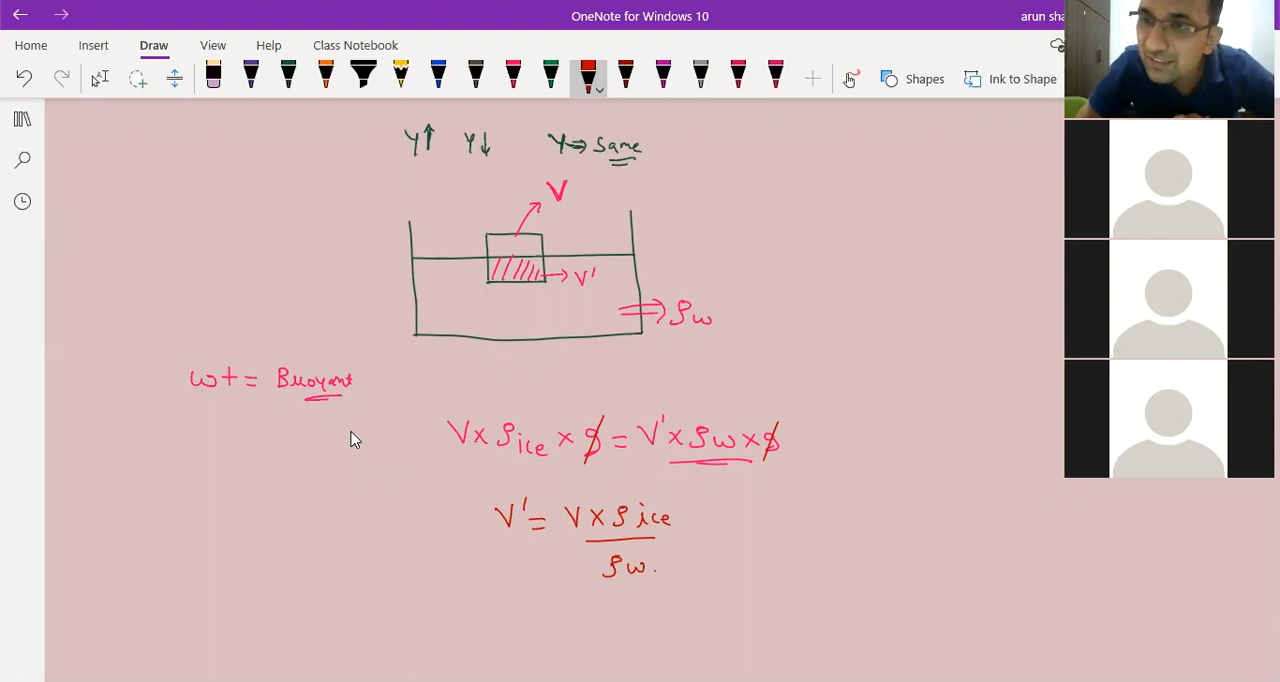 OneNote for Windows 10
arun sha
Home Insert Draw View Help Class Notebook
Shapes Ink to Shape
Y↑ Y↓ Y⇒ Same
V
V'
ρw
wt = Buoyant
V × ρice × g = V' × ρw × g
V' = V × ρice
ρw.